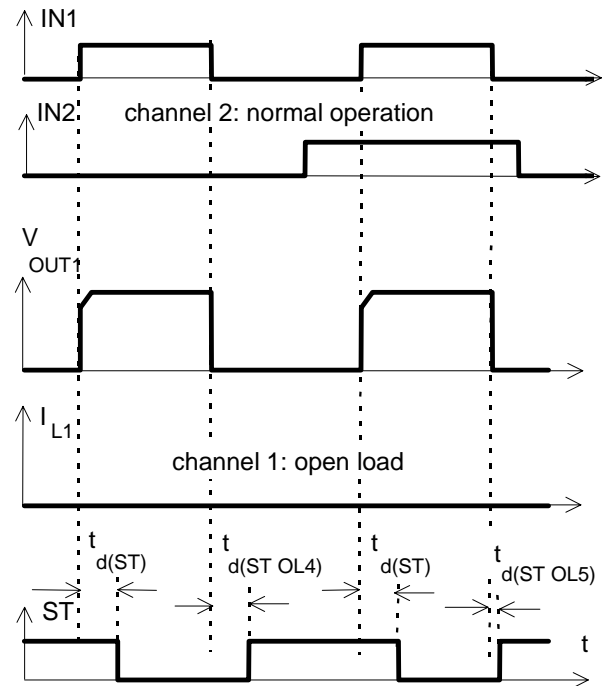 IN1
IN2
channel 2: normal operation
V
OUT1
I
L1
channel 1: open load
t
d(ST)
t
d(ST OL4)
t
d(ST)
t
d(ST OL5)
ST
t